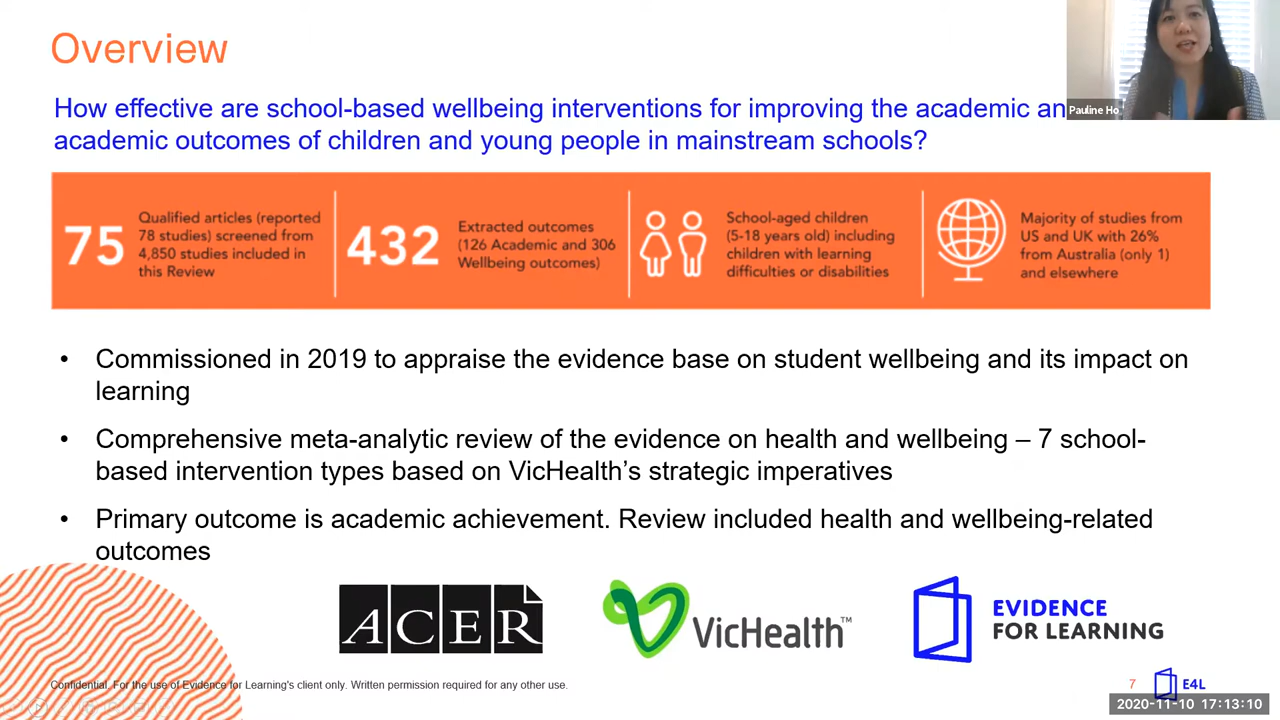 Overview
How effective are school-based wellbeing interventions for improving the academic an
academic outcomes of children and young people in mainstream schools?
Pauline Ho
75
Qualified articles (reported
78 studies) screened from
4,850 studies included in
this Review
432
Extracted outcomes
(126 Academic and 306
Wellbeing outcomes)
School-aged children
(5-18 years old) including
children with learning
difficulties or disabilities
Majority of studies from
US and UK with 26%
from Australia (only 1)
and elsewhere
• Commissioned in 2019 to appraise the evidence base on student wellbeing and its impact on
learning
• Comprehensive meta-analytic review of the evidence on health and wellbeing – 7 school-
based intervention types based on VicHealth’s strategic imperatives
• Primary outcome is academic achievement. Review included health and wellbeing-related
outcomes
ACER
VicHealth™
EVIDENCE
FOR LEARNING
Confidential. For the use of Evidence for Learning's client only. Written permission required for any other use.
7
E4L
2020-11-10 17:13:10